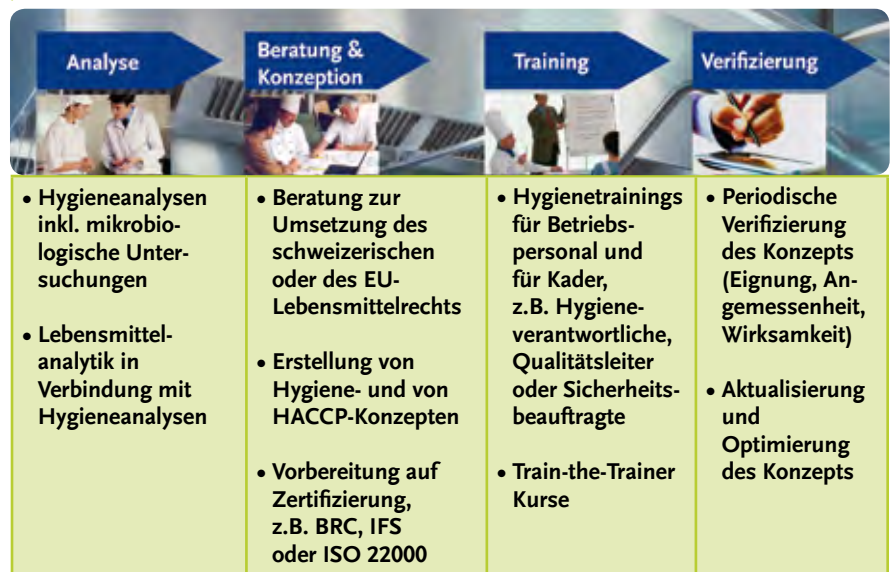 Analyse
Beratung &
Konzeption
Training
Verifizierung
• Hygieneanalysen
inkl. mikrobio-
logische Unter-
suchungen
• Lebensmittel-
analytik in
Verbindung mit
Hygieneanalysen
• Beratung zur
Umsetzung des
schweizerischen
oder des EU-
Lebensmittelrechts
• Erstellung von
Hygiene- und von
HACCP-Konzepten
• Vorbereitung auf
Zertifizierung,
z.B. BRC, IFS
oder ISO 22000
• Hygienetrainings
für Betriebs-
personal und
für Kader,
z.B. Hygiene-
verantwortliche,
Qualitätsleiter
oder Sicherheits-
beauftragte
• Train-the-Trainer
Kurse
• Periodische
Verifizierung
des Konzepts
(Eignung, An-
gemessenheit,
Wirksamkeit)
• Aktualisierung
und
Optimierung
des Konzepts